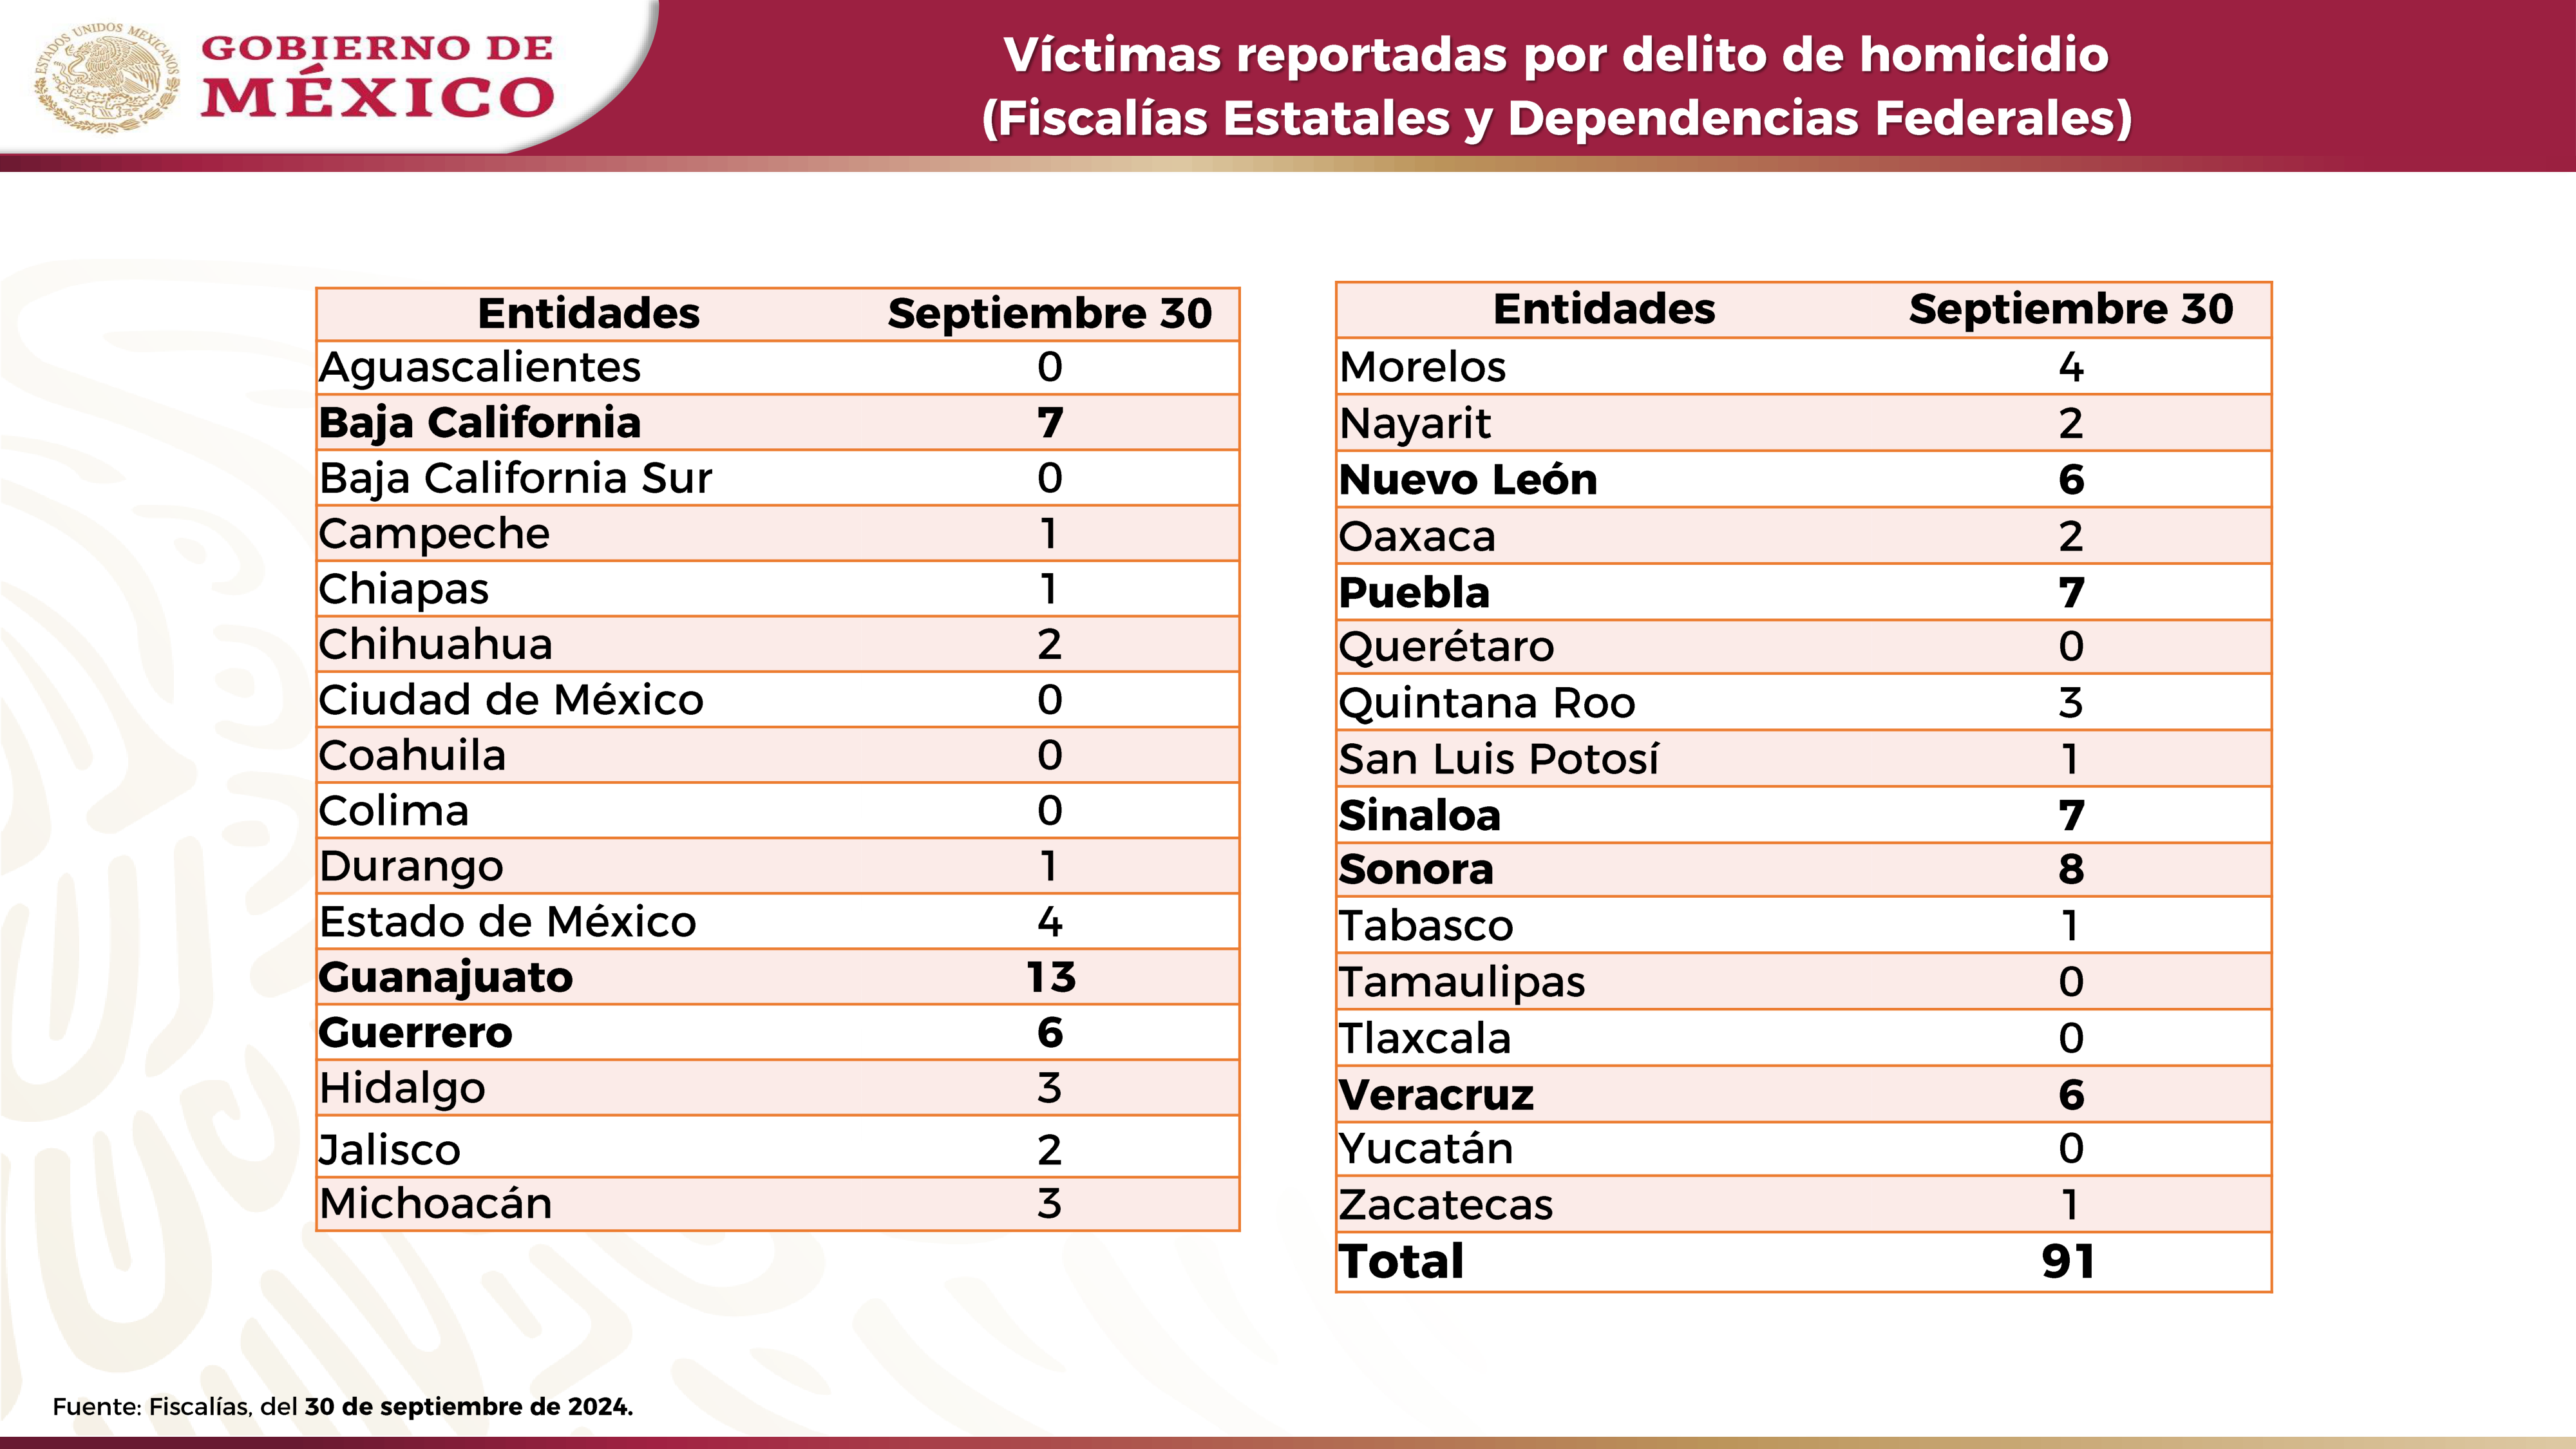 ESTADOS UNIDOS MEXICANOS
GOBIERNO DE
MÉXICO
Víctimas reportadas por delito de homicidio
(Fiscalías Estatales y Dependencias Federales)
Entidades Septiembre 30
Aguascalientes 0
Baja California 7
Baja California Sur 0
Campeche 1
Chiapas 1
Chihuahua 2
Ciudad de México 0
Coahuila 0
Colima 0
Durango 1
Estado de México 4
Guanajuato 13
Guerrero 6
Hidalgo 3
Jalisco 2
Michoacán 3
Entidades Septiembre 30
Morelos 4
Nayarit 2
Nuevo León 6
Oaxaca 2
Puebla 7
Querétaro 0
Quintana Roo 3
San Luis Potosí 1
Sinaloa 7
Sonora 8
Tabasco 1
Tamaulipas 0
Tlaxcala 0
Veracruz 6
Yucatán 0
Zacatecas 1
Total 91
Fuente: Fiscalías, del 30 de septiembre de 2024.